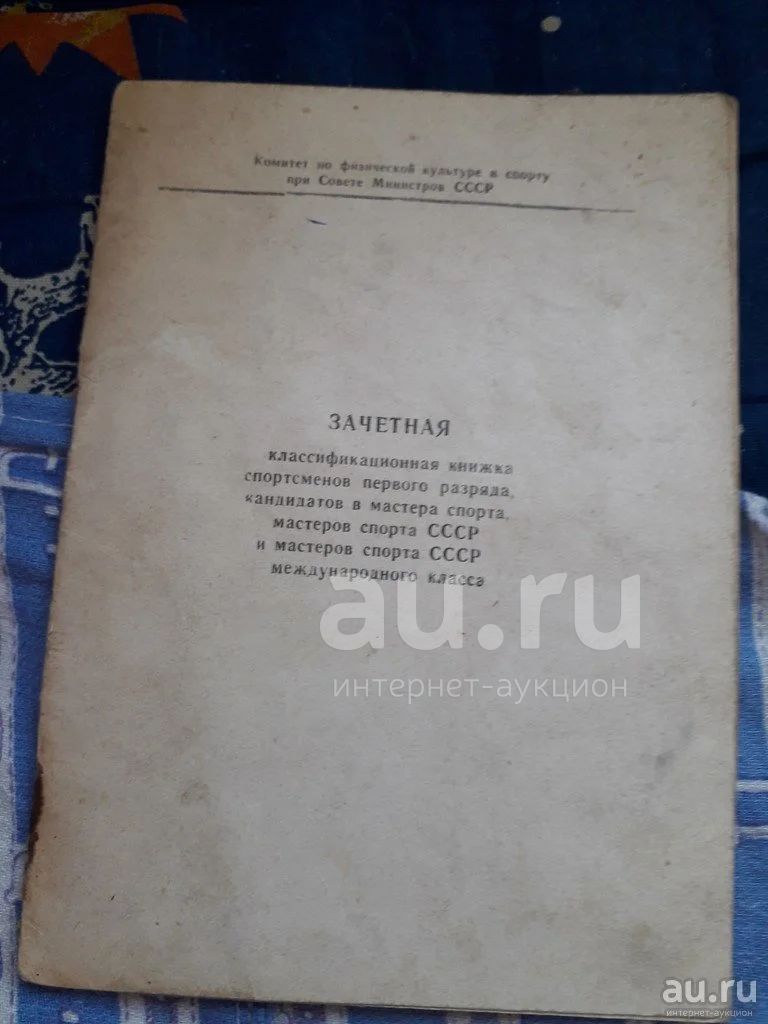 Комитет по физической культуре и спорту
при Совете Министров СССР
ЗАЧЕТНАЯ
классификационная книжка
спортсменов первого разряда,
кандидатов в мастера спорта,
мастеров спорта СССР
и мастеров спорта СССР
международного класса
au.ru
интернет-аукцион
au.ru
интернет-аукцион